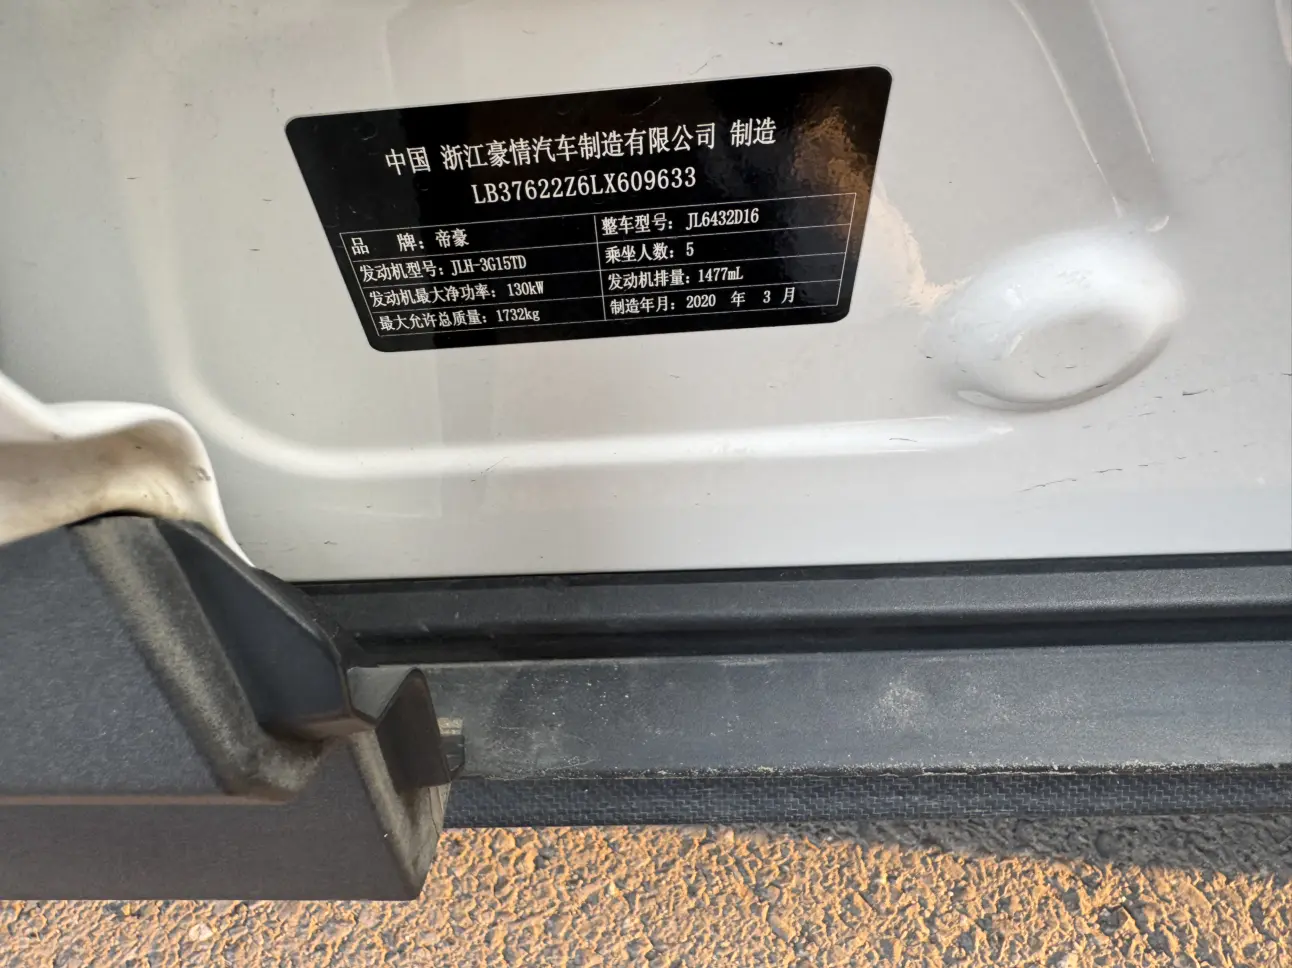 中国 浙江豪情汽车制造有限公司 制造
LB37622Z6LX609633
品 牌：帝豪 整车型号：JL6432D16
发动机型号：JLH-3G15TD 乘坐人数：5
发动机最大净功率：130kW 发动机排量：1477mL
最大允许总质量：1732kg 制造年月：2020 年 3 月